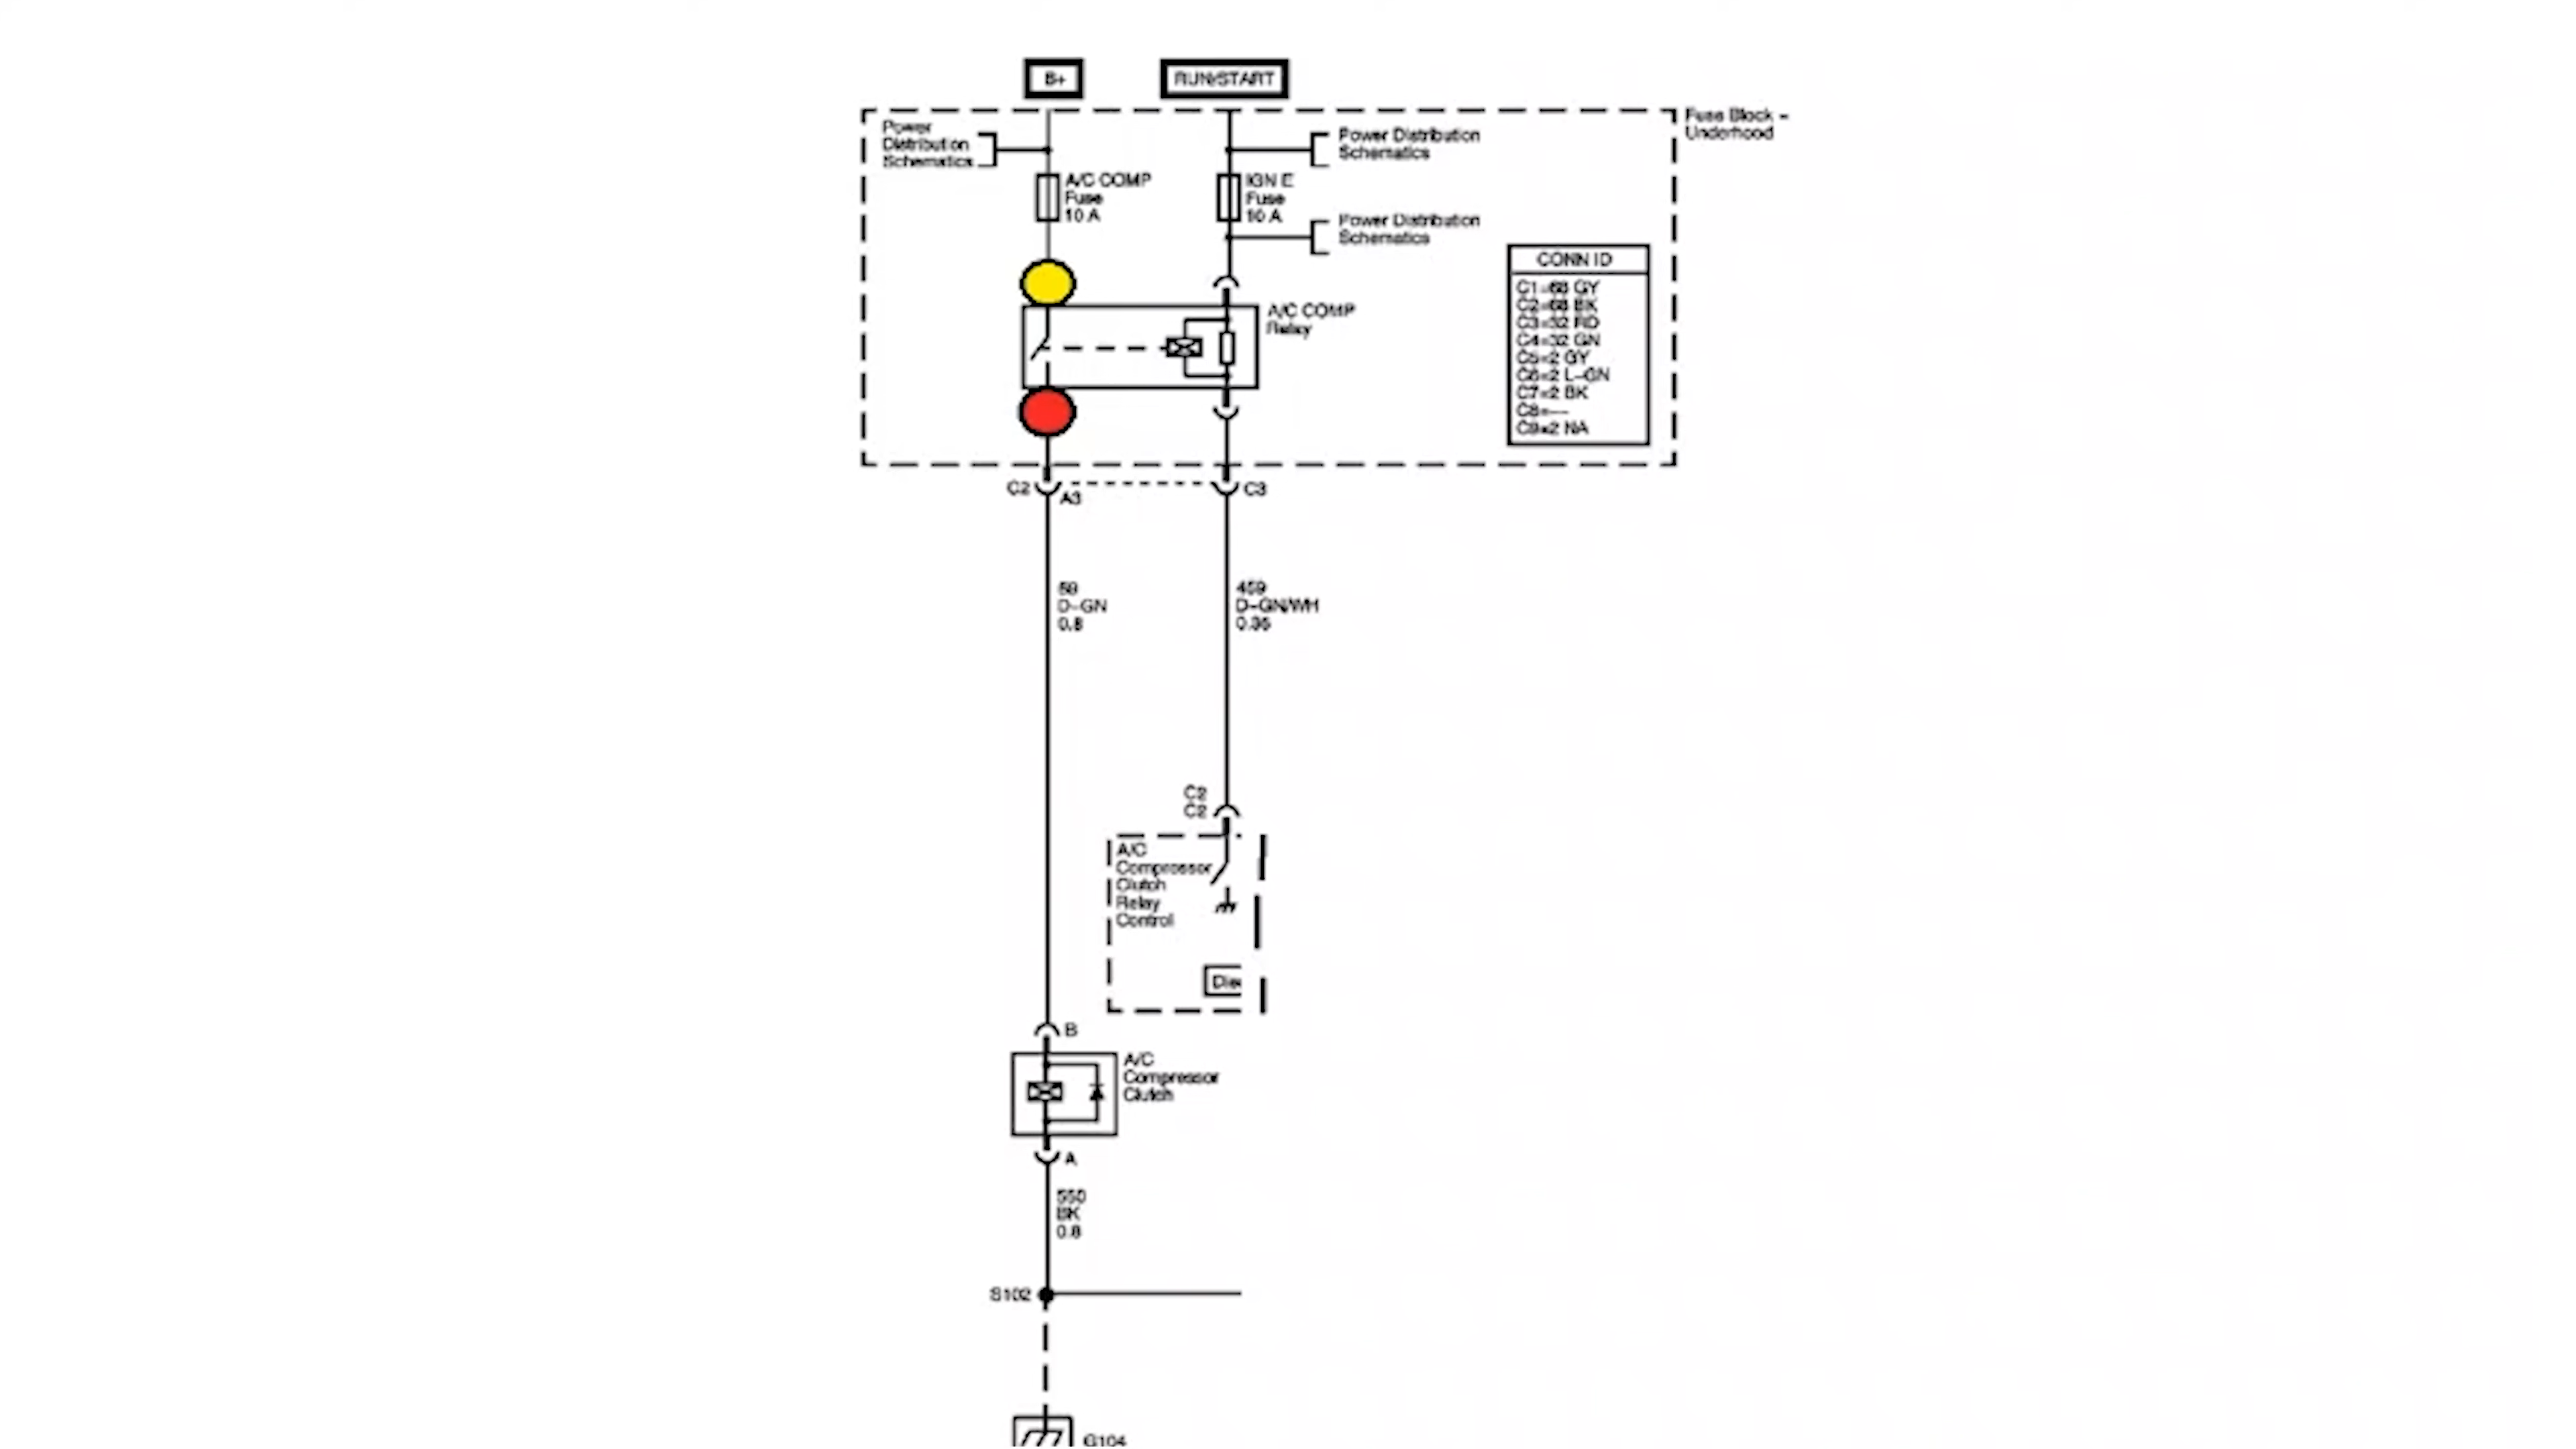 B+
RUN/START
Fuse Block -
Underhood
Power
Distribution
Schematics
Power Distribution
Schematics
A/C COMP
Fuse
10 A
IGN E
Fuse
10 A
Power Distribution
Schematics
CONN ID
C1=68 GY
C2=68 BK
C3=32 RD
C4=32 GN
C5=2 GY
C6=2 L-GN
C7=2 BK
C8=---
C9=2 NA
A/C COMP
Relay
C2
A3
C3
59
D-GN
0.8
459
D-GN/WH
0.35
C2
C2
A/C
Compressor
Clutch
Relay
Control
B
A/C
Compressor
Clutch
A
550
BK
0.8
S102
G104